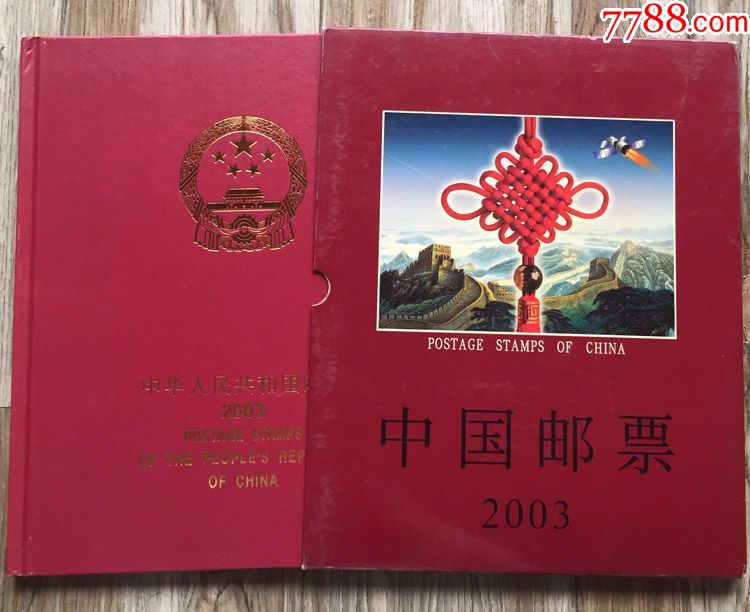 7788.com
中华人民共和国
2003
POSTAGE STAMPS
OF THE PEOPLE'S REP
OF CHINA
POSTAGE STAMPS OF CHINA
中国邮票
2003